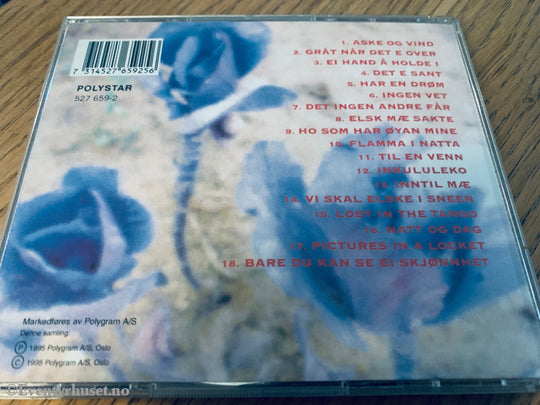 7 314527 659256
POLYSTAR
527 659-2
1. ASKE OG VIND
2. GRÅT NÅR DET E OVER
3. EI HAND Å HOLDE I
4. DET E SANT
5. HAR EN DRØM
6. INGEN VET
7. DET INGEN ANDRE FÅR
8. ELSK MÆ SAKTE
9. HO SOM HAR ØYAN MINE
10. FLAMMA I NATTA
11. TIL EN VENN
12. INKULULEKO
13. INNTIL MÆ
14. VI SKAL ELSKE I SNEEN
15. LOST IN THE TANGO
16. NATT OG DAG
17. PICTURES IN A LOCKET
18. BARE DU KAN SE EI SKJØNNHET
Markedføres av Polygram A/S
Denne samling:
Ⓟ 1995 Polygram A/S, Oslo
© 1995 Polygram A/S, Oslo
© Eventyrhuset.no